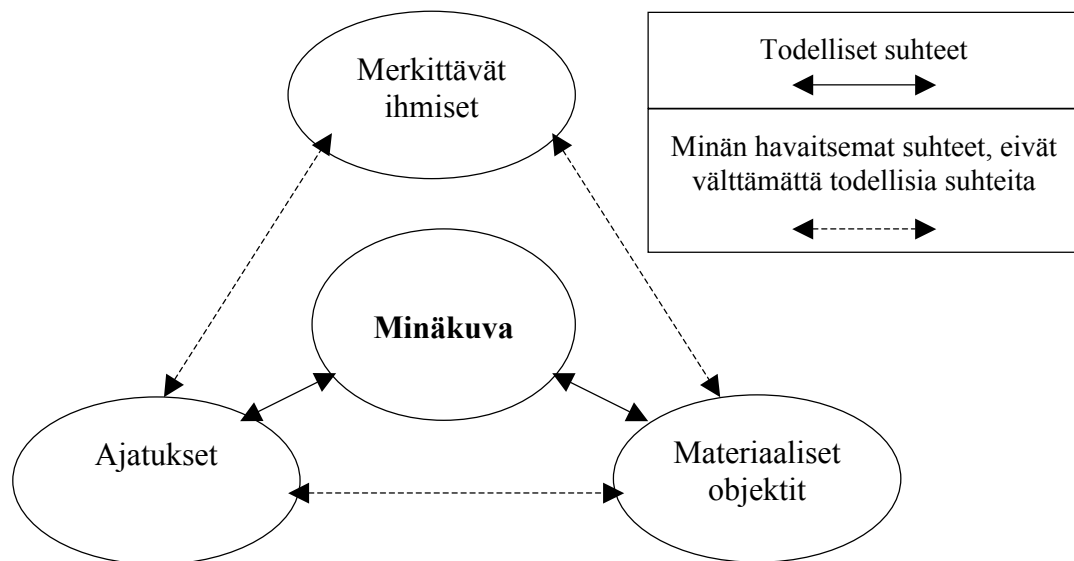 Merkittävät
ihmiset
Todelliset suhteet
Minän havaitsemat suhteet, eivät
välttämättä todellisia suhteita
Minäkuva
Ajatukset
Materiaaliset
objektit